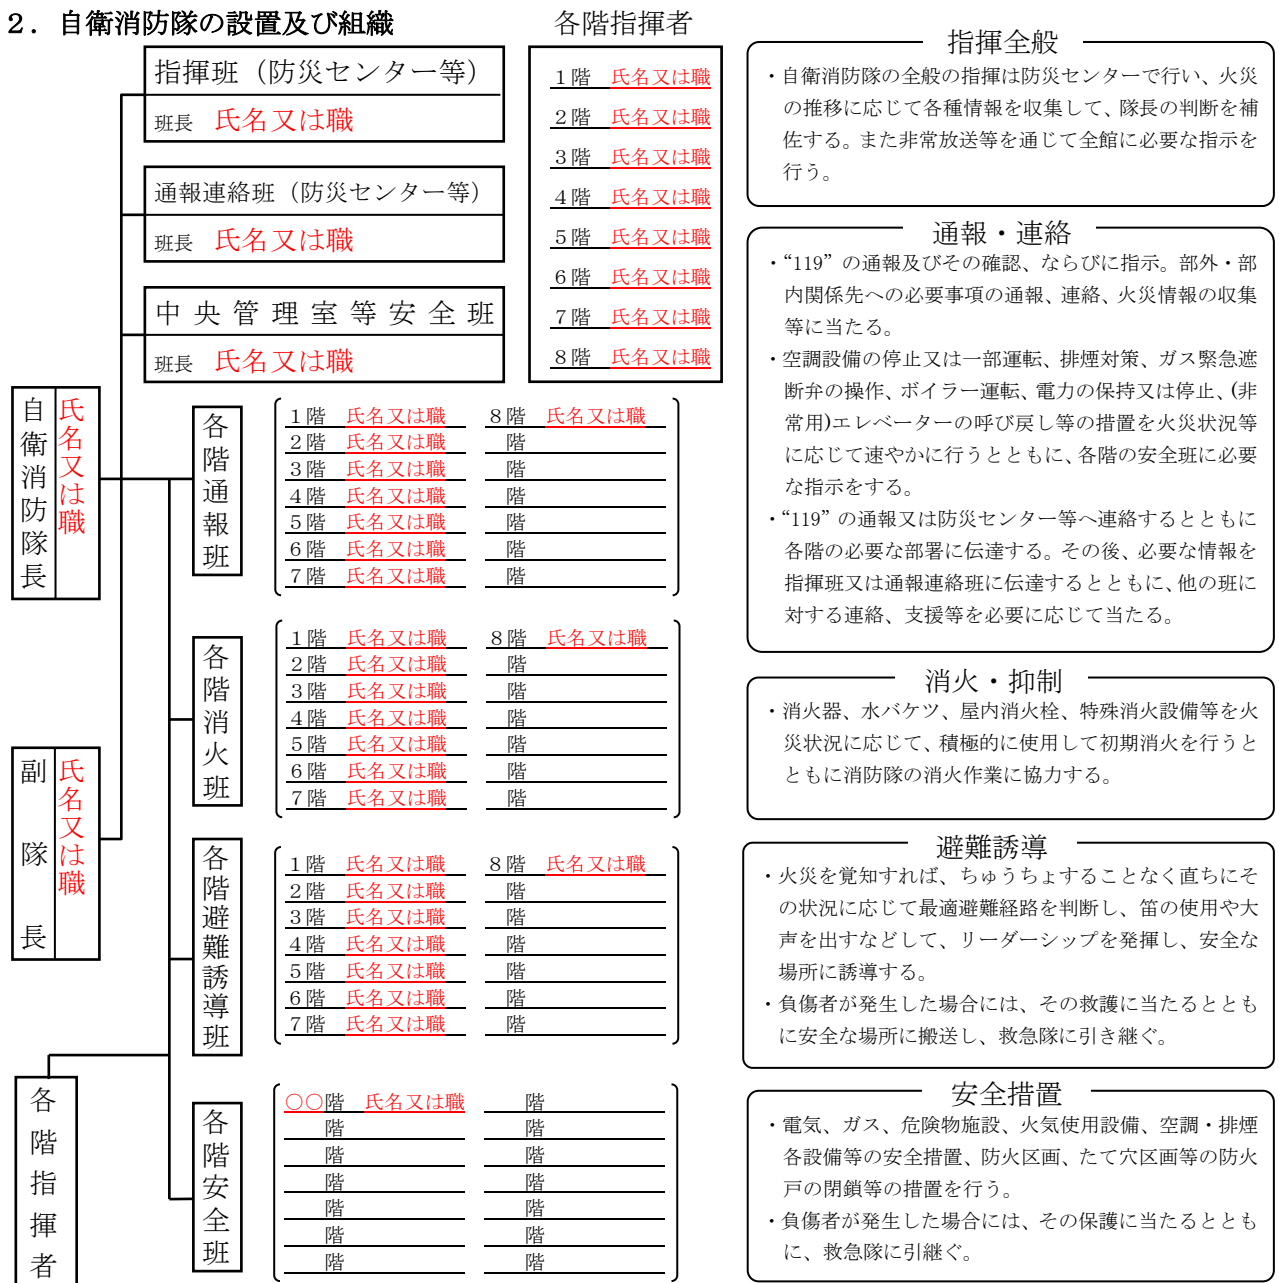 ２．自衛消防隊の設置及び組織
指揮班（防災センター等）
班長　氏名又は職
通報連絡班（防災センター等）
班長　氏名又は職
中央管理室等安全班
班長　氏名又は職
各階指揮者
１階　氏名又は職
２階　氏名又は職
３階　氏名又は職
４階　氏名又は職
５階　氏名又は職
６階　氏名又は職
７階　氏名又は職
８階　氏名又は職
自衛消防隊長
氏名又は職
副隊長
氏名又は職
各階指揮者
各階通報班
１階　氏名又は職　８階　氏名又は職
２階　氏名又は職　階
３階　氏名又は職　階
４階　氏名又は職　階
５階　氏名又は職　階
６階　氏名又は職　階
７階　氏名又は職　階
各階消火班
１階　氏名又は職　８階　氏名又は職
２階　氏名又は職　階
３階　氏名又は職　階
４階　氏名又は職　階
５階　氏名又は職　階
６階　氏名又は職　階
７階　氏名又は職　階
各階避難誘導班
１階　氏名又は職　８階　氏名又は職
２階　氏名又は職　階
３階　氏名又は職　階
４階　氏名又は職　階
５階　氏名又は職　階
６階　氏名又は職　階
７階　氏名又は職　階
各階安全班
○○階　氏名又は職　階
階　階
階　階
階　階
階　階
階　階
階　階
指揮全般
・自衛消防隊の全般の指揮は防災センターで行い、火災
の推移に応じて各種情報を収集して、隊長の判断を補
佐する。また非常放送等を通じて全館に必要な指示を
行う。
通報・連絡
・“119”の通報及びその確認、ならびに指示。部外・部
内関係先への必要事項の通報、連絡、火災情報の収集
等に当たる。
・空調設備の停止又は一部運転、排煙対策、ガス緊急遮
断弁の操作、ボイラー運転、電力の保持又は停止、(非
常用)エレベーターの呼び戻し等の措置を火災状況等
に応じて速やかに行うとともに、各階の安全班に必要
な指示をする。
・“119”の通報又は防災センター等へ連絡するとともに
各階の必要な部署に伝達する。その後、必要な情報を
指揮班又は通報連絡班に伝達するとともに、他の班に
対する連絡、支援等を必要に応じて当たる。
消火・抑制
・消火器、水バケツ、屋内消火栓、特殊消火設備等を火
災状況に応じて、積極的に使用して初期消火を行うと
ともに消防隊の消火作業に協力する。
避難誘導
・火災を覚知すれば、ちゅうちょすることなく直ちにそ
の状況に応じて最適避難経路を判断し、笛の使用や大
声を出すなどして、リーダーシップを発揮し、安全な
場所に誘導する。
・負傷者が発生した場合には、その救護に当たるととも
に安全な場所に搬送し、救急隊に引き継ぐ。
安全措置
・電気、ガス、危険物施設、火気使用設備、空調・排煙
各設備等の安全措置、防火区画、たて穴区画等の防火
戸の閉鎖等の措置を行う。
・負傷者が発生した場合には、その保護に当たるととも
に、救急隊に引継ぐ。